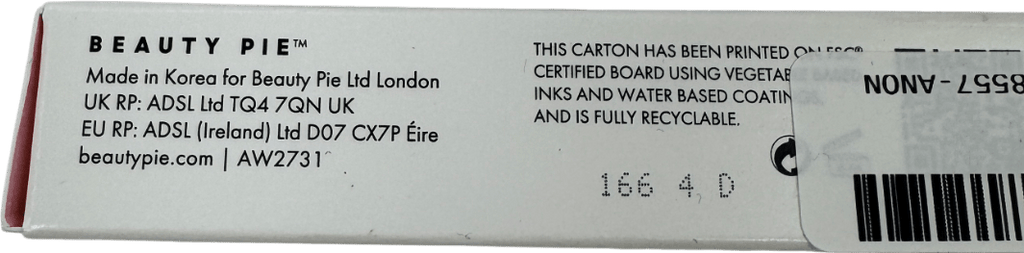 BEAUTY PIE™
Made in Korea for Beauty Pie Ltd London
UK RP: ADSL Ltd TQ4 7QN UK
EU RP: ADSL (Ireland) Ltd D07 CX7P Éire
beautypie.com | AW2731
THIS CARTON HAS BEEN PRINTED ON FSC®
CERTIFIED BOARD USING VEGETAB
INKS AND WATER BASED COATIN
AND IS FULLY RECYCLABLE.
166 4 D
8557-ANON